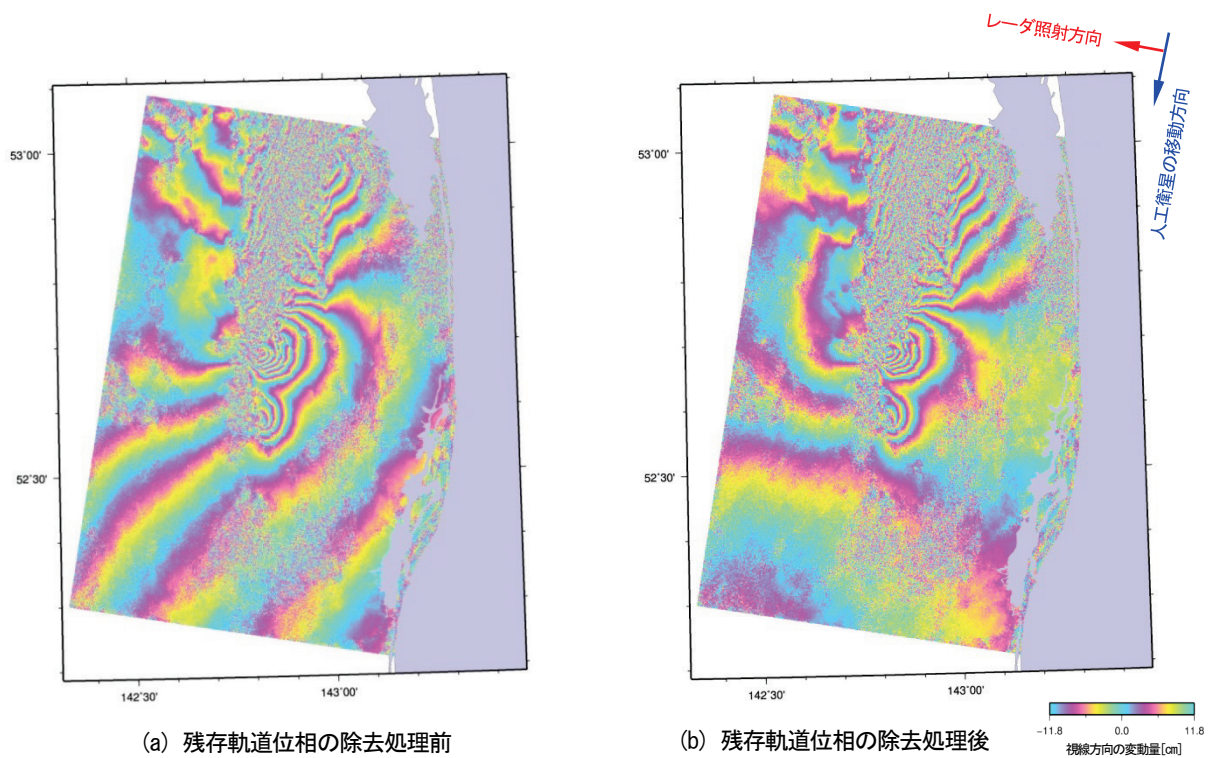 レーダ照射方向
人工衛星の移動方向
53°00'
52°30'
142°30'
143°00'
53°00'
52°30'
142°30'
143°00'
-11.8
0.0
11.8
視線方向の変動量[cm]
(a) 残存軌道位相の除去処理前
(b) 残存軌道位相の除去処理後